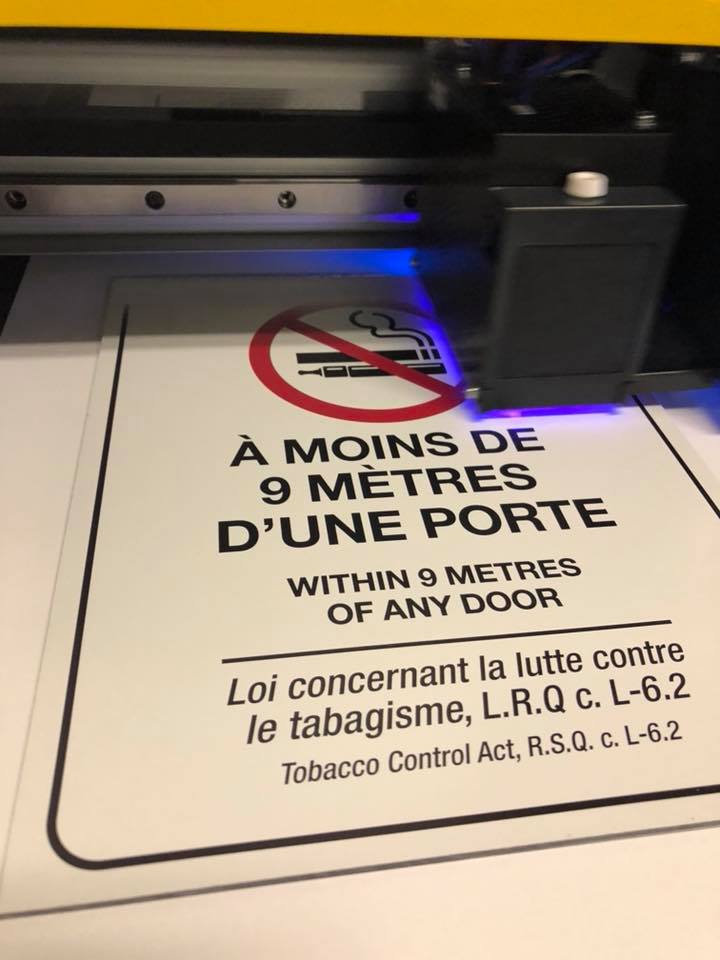 À MOINS DE
9 MÈTRES
D'UNE PORTE
WITHIN 9 METRES
OF ANY DOOR
Loi concernant la lutte contre
le tabagisme, L.R.Q c. L-6.2
Tobacco Control Act, R.S.Q. c. L-6.2